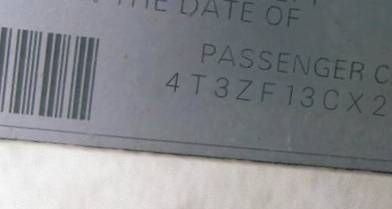 THE DATE OF
PASSENGER C
4T3ZF13CX2